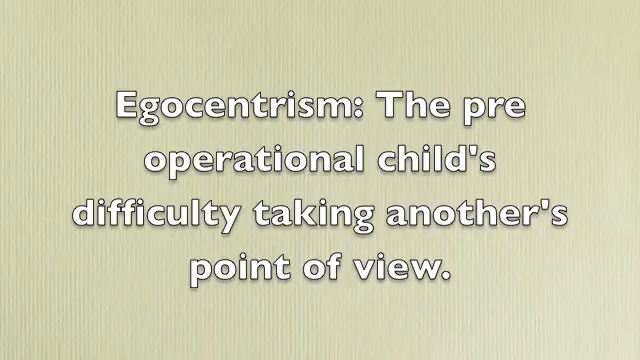 Egocentrism: The pre
operational child's
difficulty taking another's
point of view.